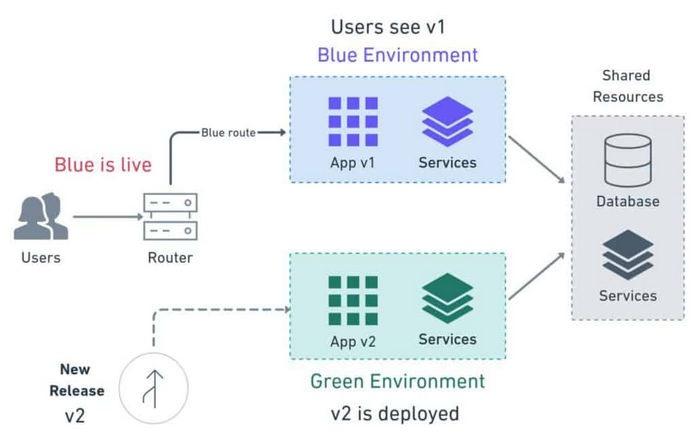 Users see v1
Blue Environment
App v1
Services
Shared
Resources
Database
Services
Blue is live
Blue route
Users
Router
App v2
Services
New
Release
v2
Green Environment
v2 is deployed